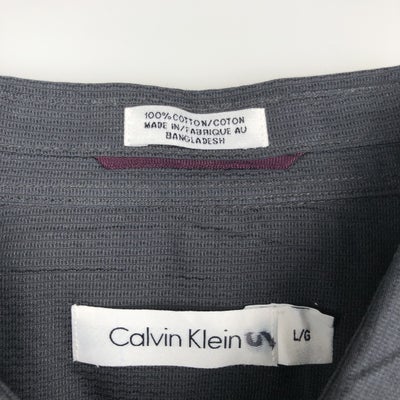 100% COTTON/COTON
MADE IN/FABRIQUE AU
BANGLADESH
Calvin Klein
L/G